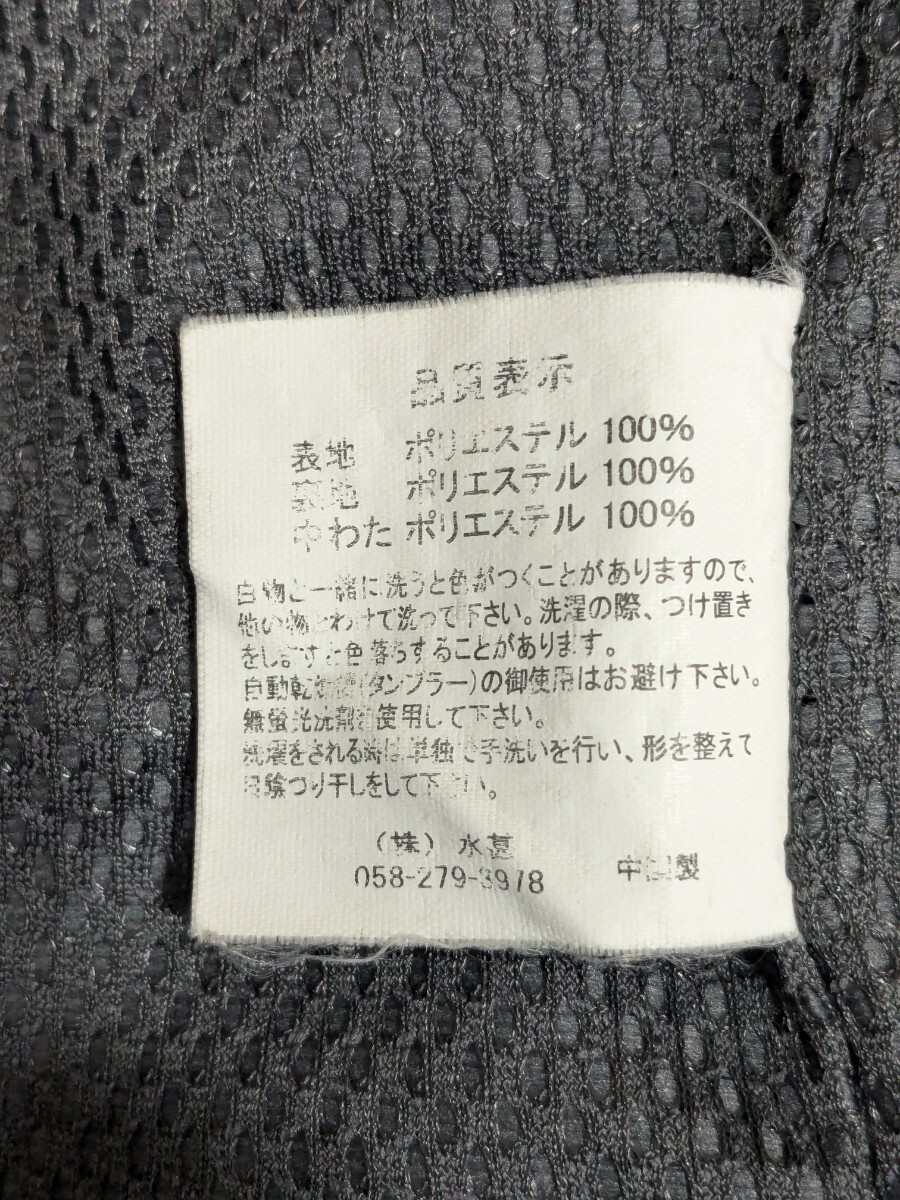 品質表示
表地 ポリエステル 100%
裏地 ポリエステル 100%
中わた ポリエステル 100%
白物と一緒に洗うと色がつくことがありますので、
他の物とわけて洗って下さい。洗濯の際、つけ置き
をしますと色落ちすることがあります。
自動乾燥機(タンブラー)の御使用はお避け下さい。
無蛍光洗剤を使用して下さい。
洗濯をされる時は単独で手洗いを行い、形を整えて
日陰つり干しをして下さい。
(株) 水甚
058-279-3978 中国製